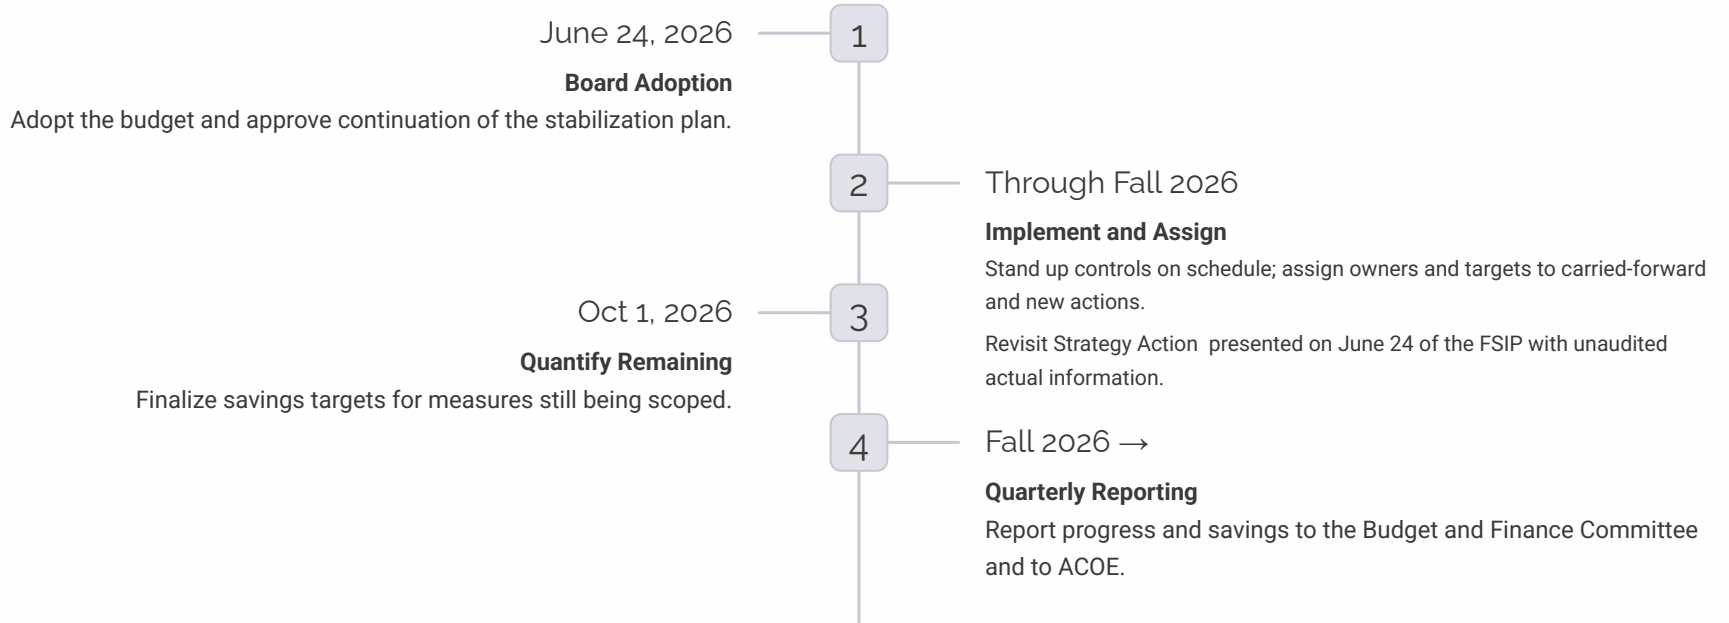 June 24, 2026
1
Board Adoption
Adopt the budget and approve continuation of the stabilization plan.
2
Through Fall 2026
Implement and Assign
Stand up controls on schedule; assign owners and targets to carried-forward
and new actions.
Revisit Strategy Action  presented on June 24 of the FSIP with unaudited
actual information.
Oct 1, 2026
3
Quantify Remaining
Finalize savings targets for measures still being scoped.
4
Fall 2026 →
Quarterly Reporting
Report progress and savings to the Budget and Finance Committee
and to ACOE.